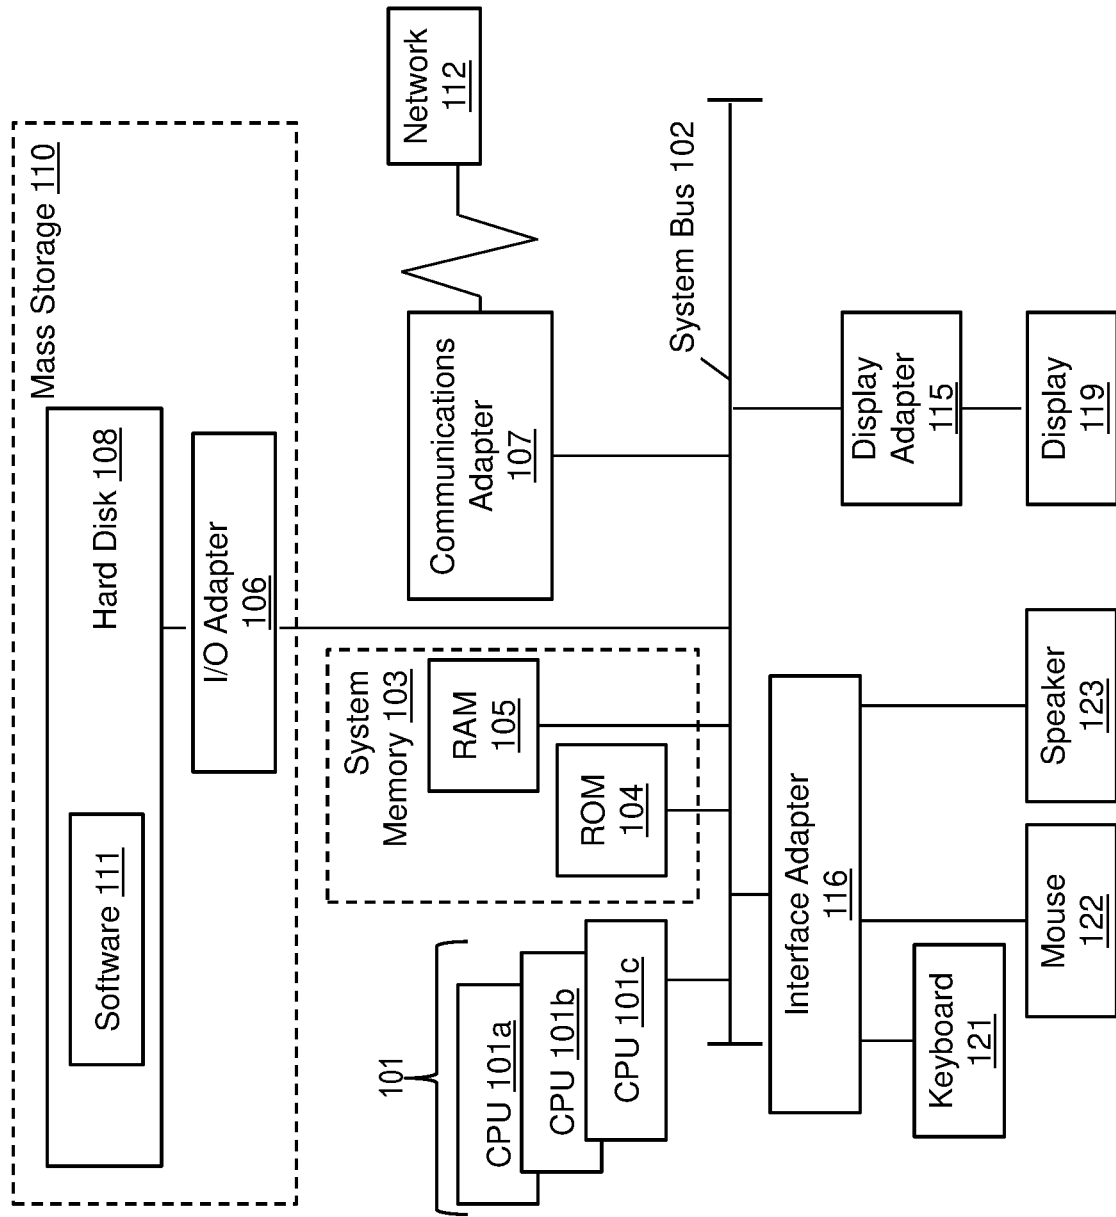 Mass Storage 110
Hard Disk 108
Software 111
I/O Adapter
106
101
CPU 101a
CPU 101b
CPU 101c
System
Memory 103
RAM
105
ROM
104
Communications
Adapter
107
Network
112
System Bus 102
Interface Adapter
116
Display
Adapter
115
Keyboard
121
Mouse
122
Speaker
123
Display
119